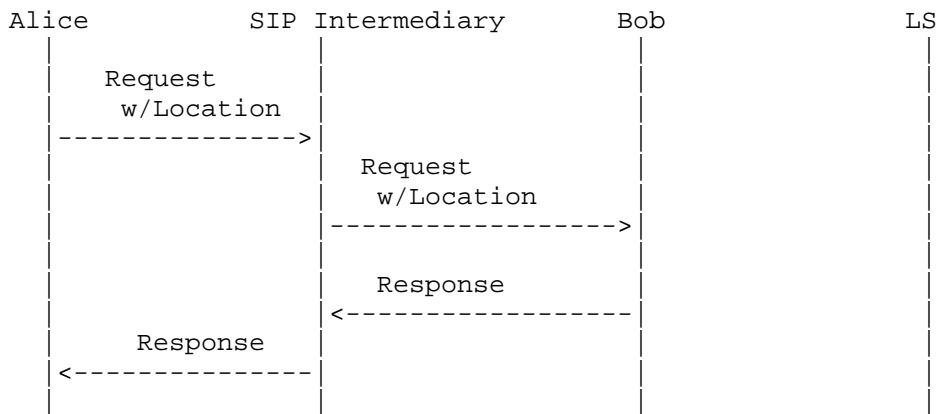 Alice SIP Intermediary Bob LS
Request
w/Location
Request
w/Location
Response
Response